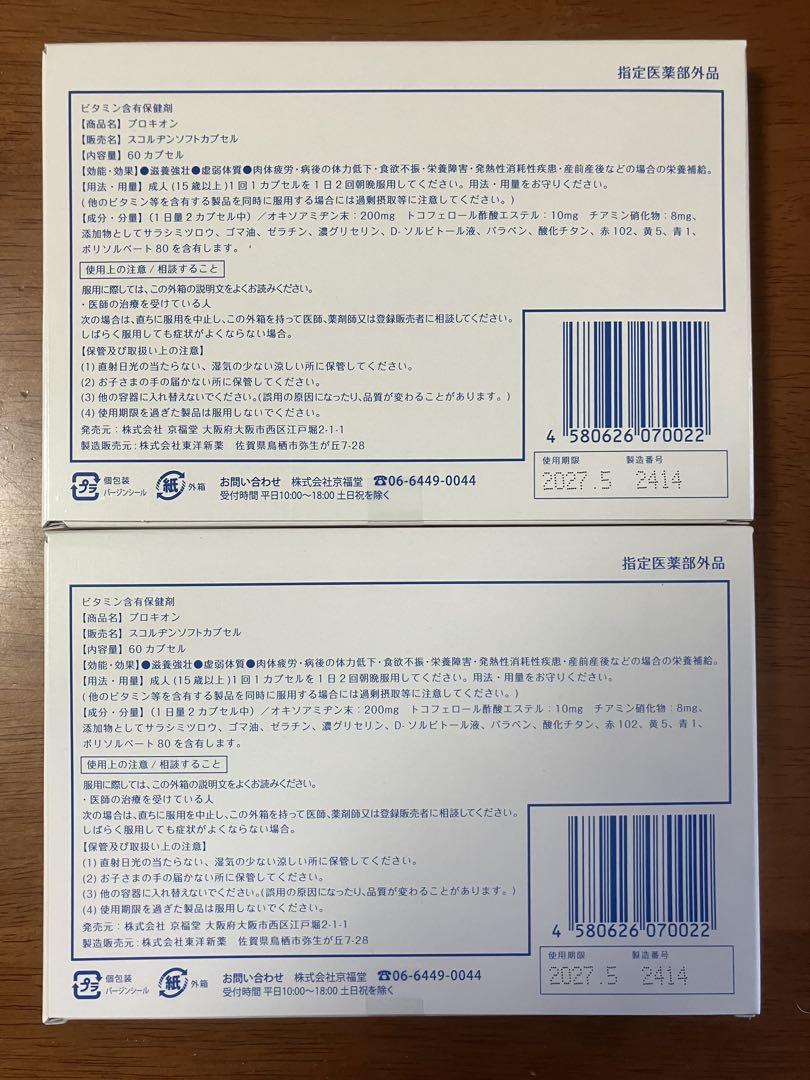 指定医薬部外品
ビタミン含有保健剤
【商品名】プロキオン
【販売名】スコルヂンソフトカプセル
【内容量】60カプセル
【効能・効果】●滋養強壮●虚弱体質●肉体疲労・病後の体力低下・食欲不振・栄養障害・発熱性消耗性疾患・産前産後などの場合の栄養補給。
【用法・用量】成人(15歳以上)1回1カプセルを1日2回朝晩服用してください。用法・用量をお守りください。
(他のビタミン等を含有する製品を同時に服用する場合には過剰摂取等に注意してください。)
【成分・分量】(1日量2カプセル中)／オキソアミヂン末：200mg トコフェロール酢酸エステル：10mg チアミン硝化物：8mg、
添加物としてサラシミツロウ、ゴマ油、ゼラチン、濃グリセリン、D-ソルビトール液、パラベン、酸化チタン、赤102、黄5、青1、
ポリソルベート80を含有します。
使用上の注意/相談すること
服用に際しては、この外箱の説明文をよくお読みください。
・医師の治療を受けている人
次の場合は、直ちに服用を中止し、この外箱を持って医師、薬剤師又は登録販売者に相談してください。
しばらく服用しても症状がよくならない場合。
【保管及び取扱い上の注意】
(1)直射日光の当たらない、湿気の少ない涼しい所に保管してください。
(2)お子さまの手の届かない所に保管してください。
(3)他の容器に入れ替えないでください。(誤用の原因になったり、品質が変わることがあります。)
(4)使用期限を過ぎた製品は服用しないでください。
発売元：株式会社 京福堂 大阪府大阪市西区江戸堀2-1-1
製造販売元：株式会社東洋新薬 佐賀県鳥栖市弥生が丘7-28
4 580626 070022
使用期限 製造番号
2027.5 2414
プラ 個包装 バージンシール 紙 外箱 お問い合わせ 株式会社京福堂 ☎06-6449-0044
受付時間 平日10:00〜18:00 土日祝を除く
指定医薬部外品
ビタミン含有保健剤
【商品名】プロキオン
【販売名】スコルヂンソフトカプセル
【内容量】60カプセル
【効能・効果】●滋養強壮●虚弱体質●肉体疲労・病後の体力低下・食欲不振・栄養障害・発熱性消耗性疾患・産前産後などの場合の栄養補給。
【用法・用量】成人(15歳以上)1回1カプセルを1日2回朝晩服用してください。用法・用量をお守りください。
(他のビタミン等を含有する製品を同時に服用する場合には過剰摂取等に注意してください。)
【成分・分量】(1日量2カプセル中)／オキソアミヂン末：200mg トコフェロール酢酸エステル：10mg チアミン硝化物：8mg、
添加物としてサラシミツロウ、ゴマ油、ゼラチン、濃グリセリン、D-ソルビトール液、パラベン、酸化チタン、赤102、黄5、青1、
ポリソルベート80を含有します。
使用上の注意/相談すること
服用に際しては、この外箱の説明文をよくお読みください。
・医師の治療を受けている人
次の場合は、直ちに服用を中止し、この外箱を持って医師、薬剤師又は登録販売者に相談してください。
しばらく服用しても症状がよくならない場合。
【保管及び取扱い上の注意】
(1)直射日光の当たらない、湿気の少ない涼しい所に保管してください。
(2)お子さまの手の届かない所に保管してください。
(3)他の容器に入れ替えないでください。(誤用の原因になったり、品質が変わることがあります。)
(4)使用期限を過ぎた製品は服用しないでください。
発売元：株式会社 京福堂 大阪府大阪市西区江戸堀2-1-1
製造販売元：株式会社東洋新薬 佐賀県鳥栖市弥生が丘7-28
4 580626 070022
使用期限 製造番号
2027.5 2414
プラ 個包装 バージンシール 紙 外箱 お問い合わせ 株式会社京福堂 ☎06-6449-0044
受付時間 平日10:00〜18:00 土日祝を除く